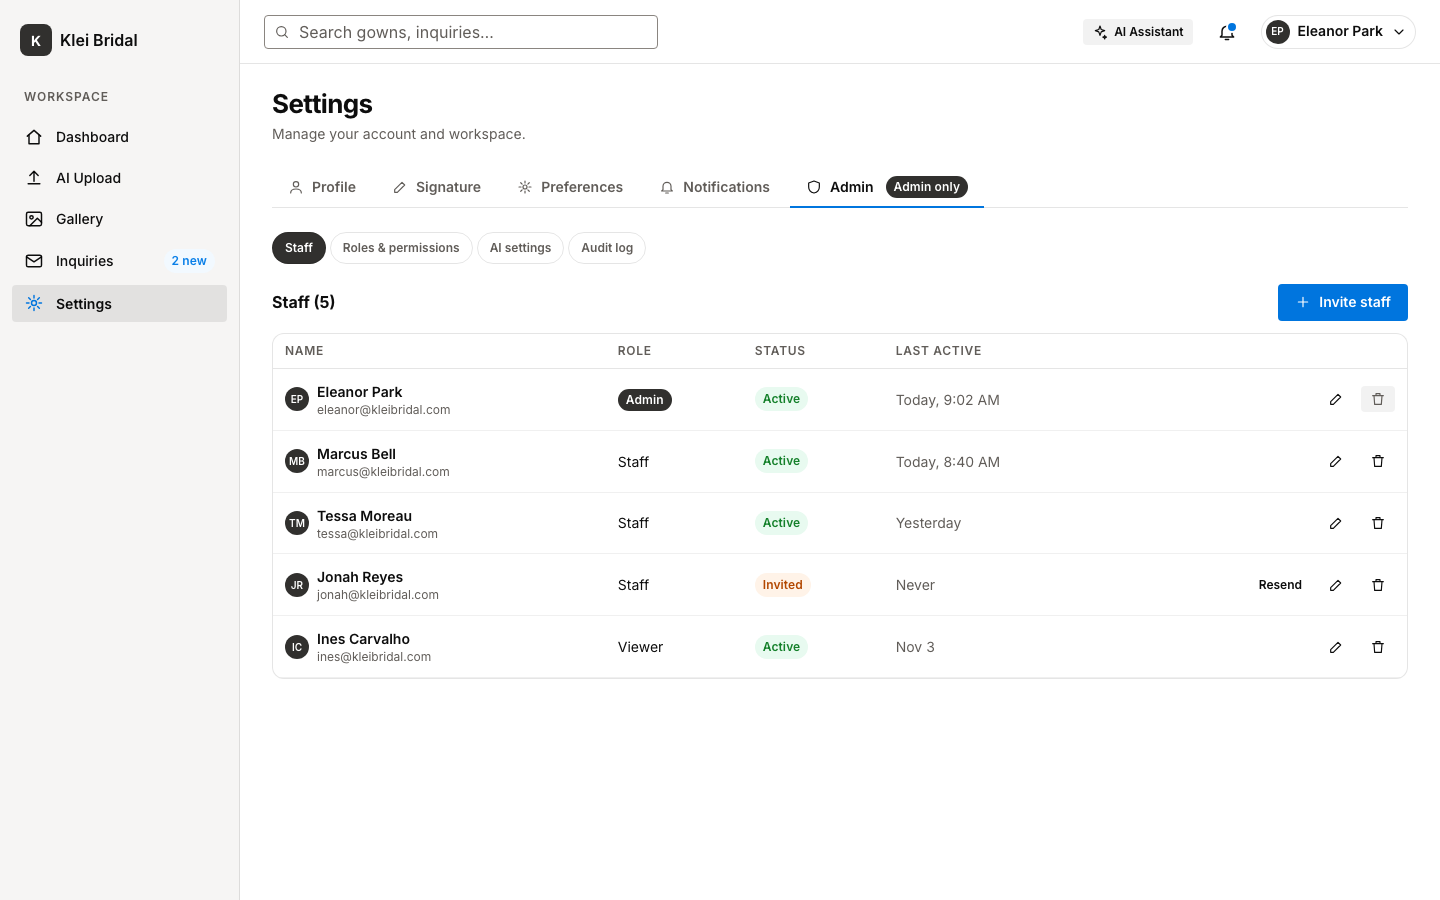 K Klei Bridal
Search gowns, inquiries...
AI Assistant
EP Eleanor Park
WORKSPACE
Dashboard
AI Upload
Gallery
Inquiries 2 new
Settings
Settings
Manage your account and workspace.
Profile Signature Preferences Notifications Admin Admin only
Staff Roles & permissions AI settings Audit log
Staff (5)
Invite staff
NAME ROLE STATUS LAST ACTIVE
EP Eleanor Park Admin Active Today, 9:02 AM
eleanor@kleibridal.com
MB Marcus Bell Staff Active Today, 8:40 AM
marcus@kleibridal.com
TM Tessa Moreau Staff Active Yesterday
tessa@kleibridal.com
JR Jonah Reyes Staff Invited Never Resend
jonah@kleibridal.com
IC Ines Carvalho Viewer Active Nov 3
ines@kleibridal.com